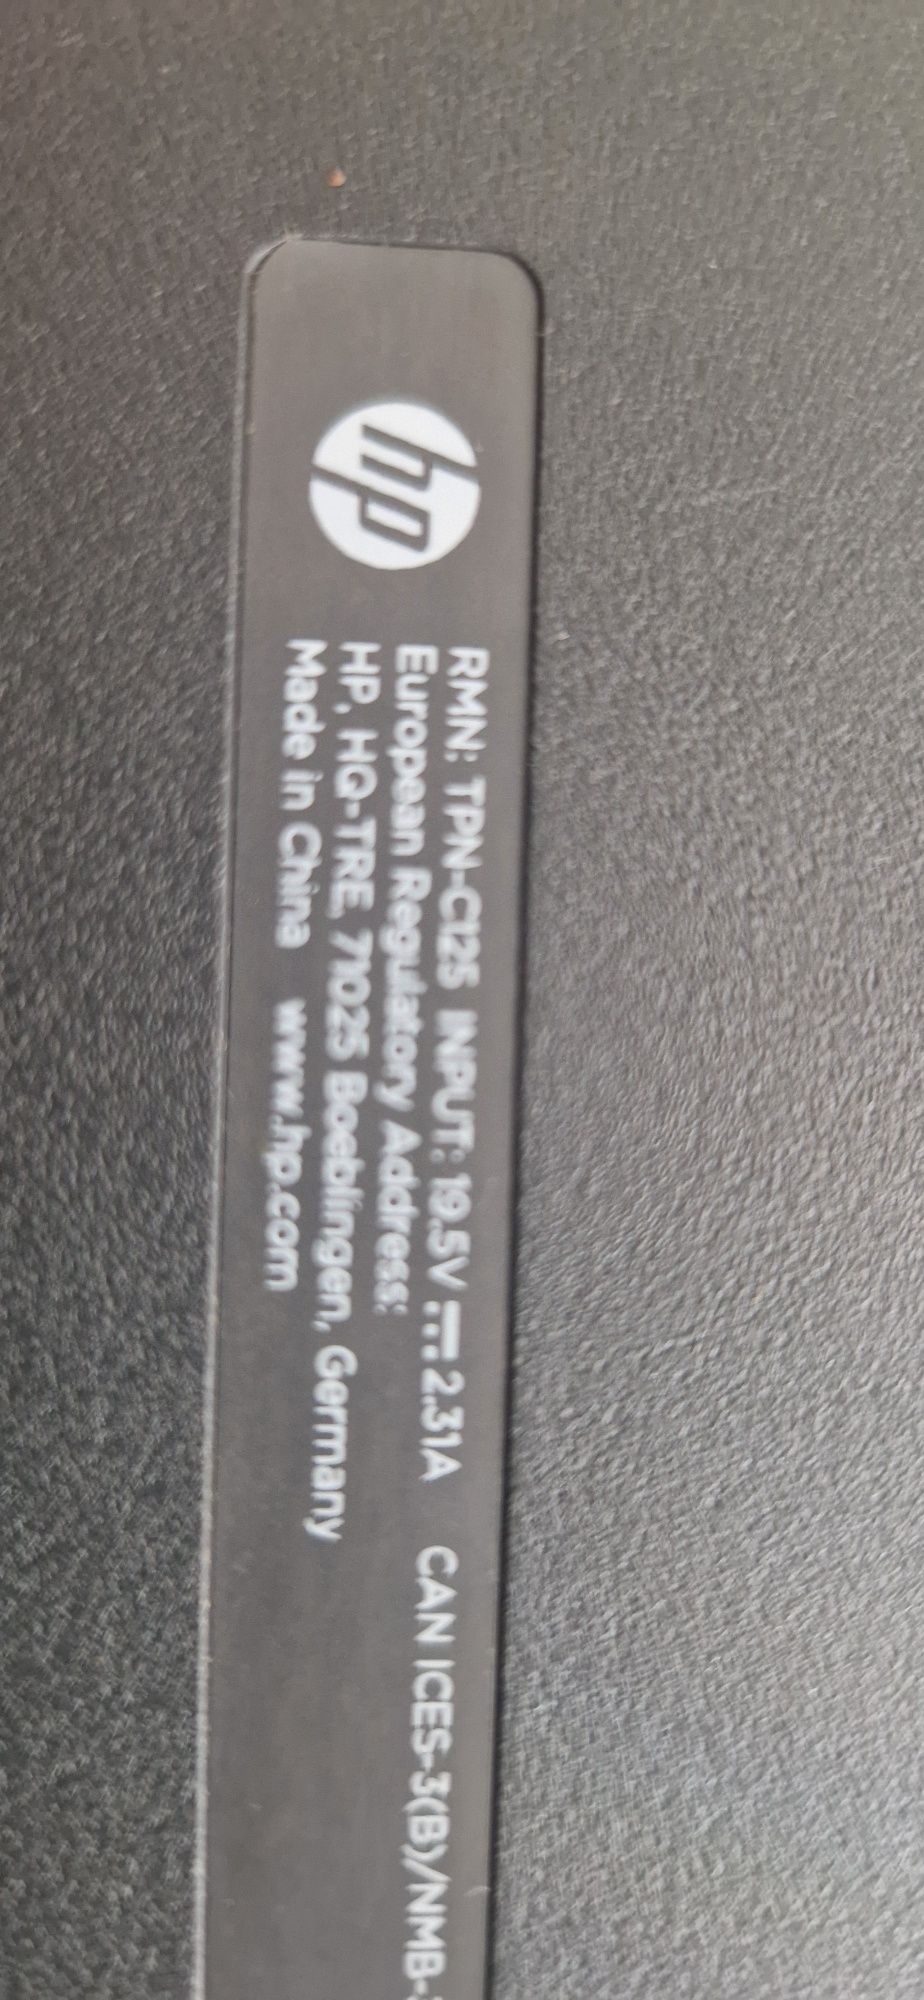 hp
RMN: TPN-C125 INPUT: 19.5V ⎓ 2.31A CAN ICES-3(B)/NMB-
European Regulatory Address:
HP, HQ-TRE, 71025 Boeblingen, Germany
Made in China www.hp.com